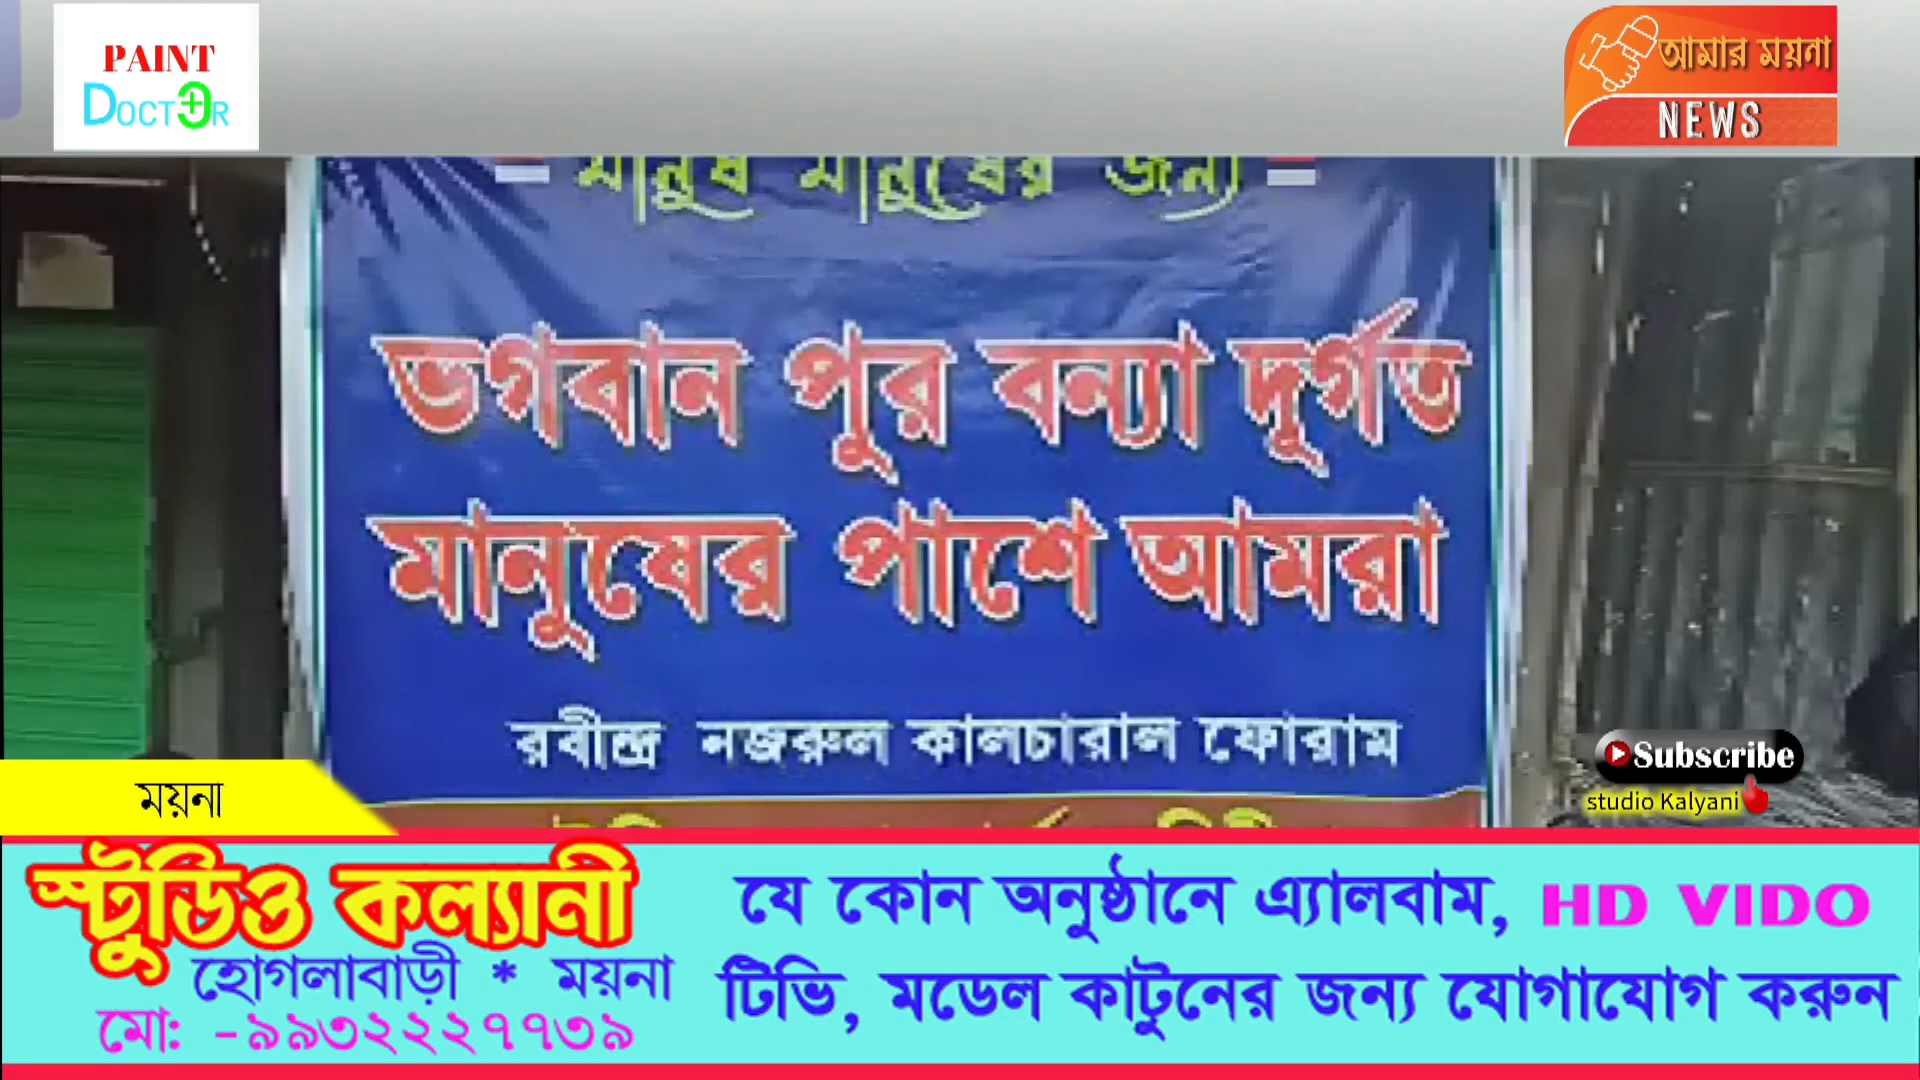 PAINT
DOCTOR
আমার ময়না
NEWS
মানুষ মানুষের জন্য
ভগবান পুর বন্যা দূর্গত
মানুষের পাশে আমরা
রবীন্দ্র নজরুল কালচারাল ফোরাম
Subscribe
studio Kalyani
ময়না
স্টুডিও কল্যানী
হোগলাবাড়ী * ময়না
মো: -৯৯৩২২২৭৭৩৯
যে কোন অনুষ্ঠানে এ্যালবাম, HD VIDO
টিভি, মডেল কাটুনের জন্য যোগাযোগ করুন